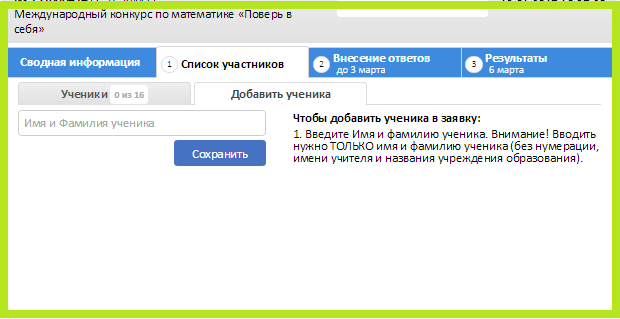 Международный конкурс по математике «Поверь в
себя»
Сводная информация
1 Список участников
2 Внесение ответов
до 3 марта
3 Результаты
6 марта
Ученики 0 из 16
Добавить ученика
Имя и Фамилия ученика
Сохранить
Чтобы добавить ученика в заявку:
1. Введите Имя и фамилию ученика. Внимание! Вводить
нужно ТОЛЬКО имя и фамилию ученика (без нумерации,
имени учителя и названия учреждения образования).